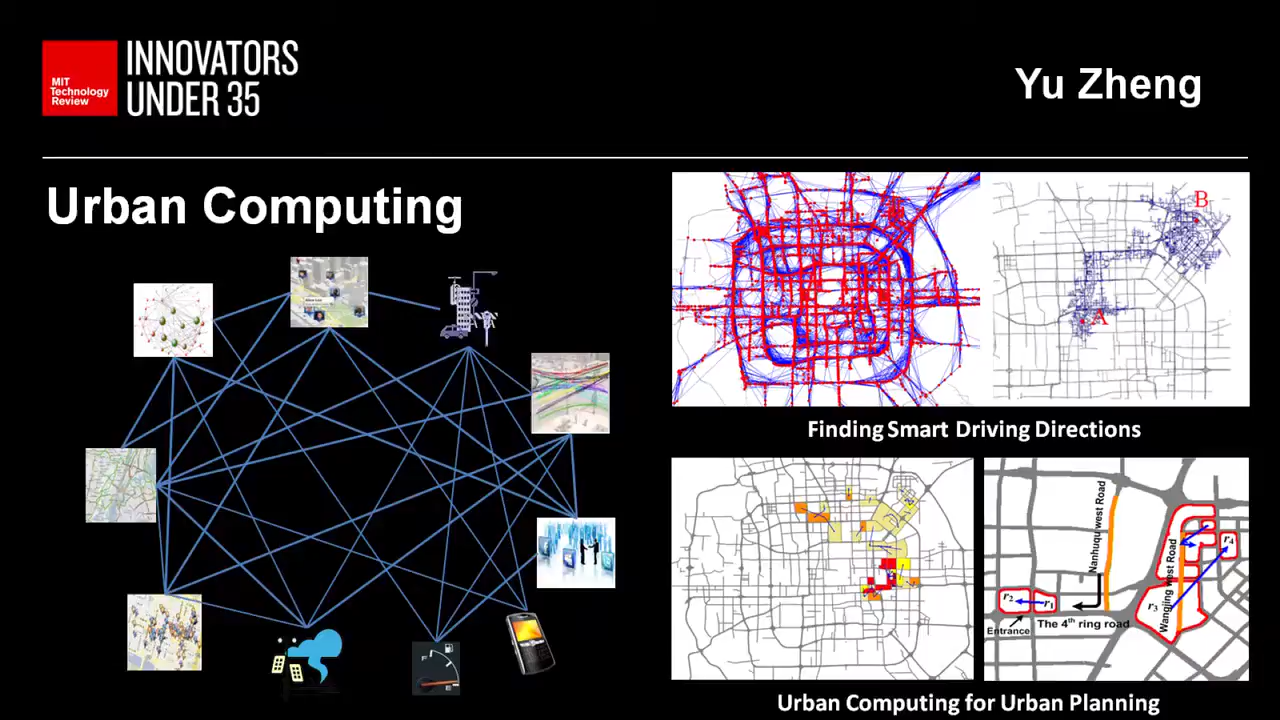 MIT
Technology
Review
INNOVATORS
UNDER 35
Yu Zheng
Urban Computing
B
A
Finding Smart Driving Directions
Nanhuqu west Road
Wangjing west Road
r4
r2
r1
r3
Entrance
The 4th ring road
Urban Computing for Urban Planning
F
E